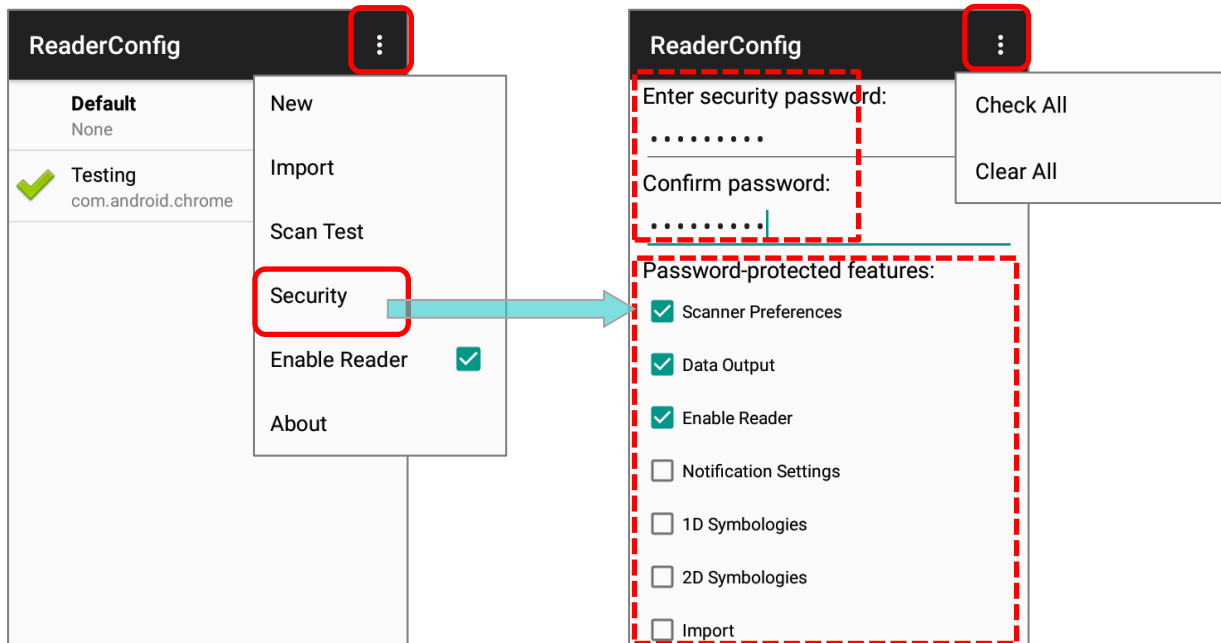 ReaderConfig
Default
None
Testing
com.android.chrome
New
Import
Scan Test
Security
Enable Reader
About
ReaderConfig
Enter security password:
.........
Confirm password:
.........
Password-protected features:
Scanner Preferences
Data Output
Enable Reader
Notification Settings
1D Symbologies
2D Symbologies
Import
Check All
Clear All